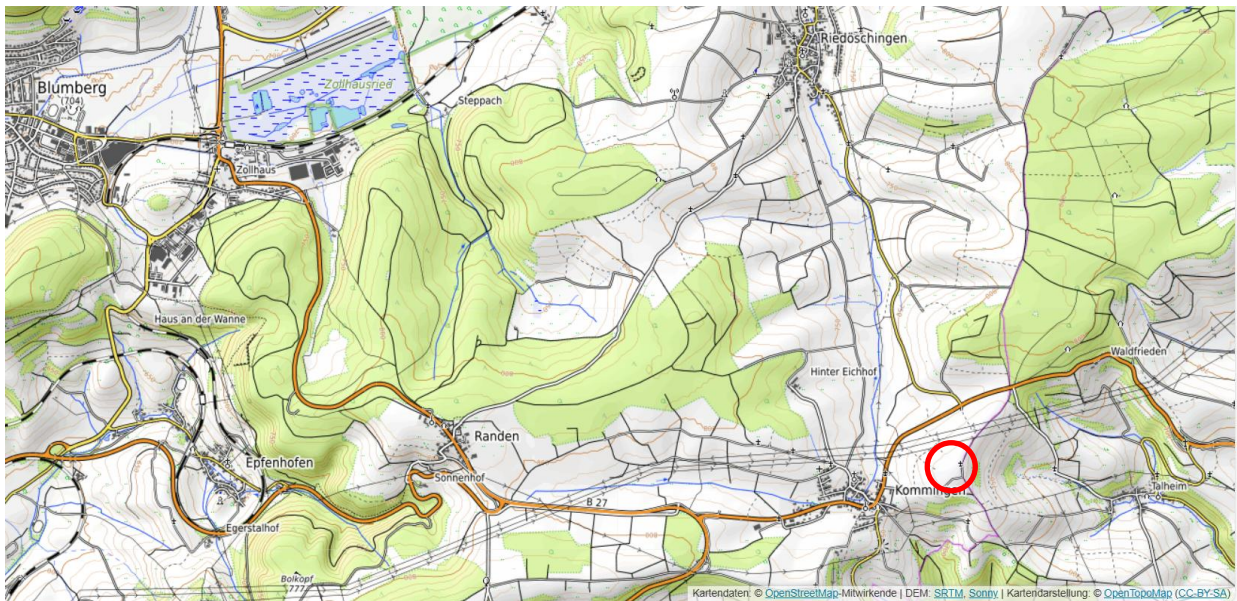 Riedöschingen
Blumberg
(704)
Zollhausried
Steppach
Zollhaus
Haus an der Wanne
Waldfrieden
Hinter Eichhof
Randen
Epfenhofen
Sonnenhof
Kommingen
Talheim
B 27
Egerstalhof
Bolkopf
777
Kartendaten: © OpenStreetMap-Mitwirkende | DEM: SRTM, Sonny | Kartendarstellung: © OpenTopoMap (CC-BY-SA)